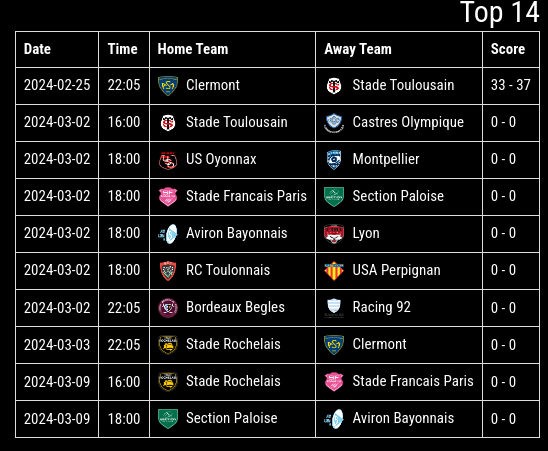 Top 14
Date Time Home Team Away Team Score
2024-02-25 22:05 Clermont Stade Toulousain 33 - 37
2024-03-02 16:00 Stade Toulousain Castres Olympique 0 - 0
2024-03-02 18:00 US Oyonnax Montpellier 0 - 0
2024-03-02 18:00 Stade Francais Paris Section Paloise 0 - 0
2024-03-02 18:00 Aviron Bayonnais Lyon 0 - 0
2024-03-02 18:00 RC Toulonnais USA Perpignan 0 - 0
2024-03-02 22:05 Bordeaux Begles Racing 92 0 - 0
2024-03-03 22:05 Stade Rochelais Clermont 0 - 0
2024-03-09 16:00 Stade Rochelais Stade Francais Paris 0 - 0
2024-03-09 18:00 Section Paloise Aviron Bayonnais 0 - 0